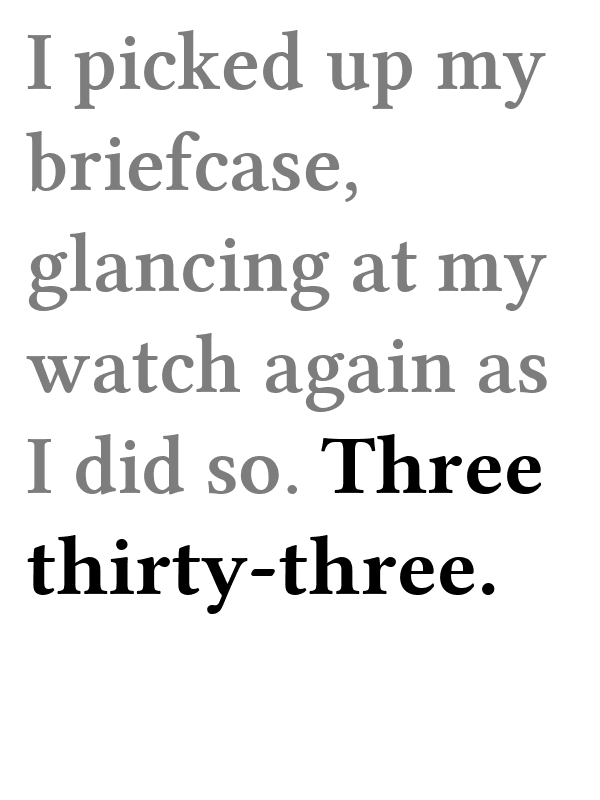 I picked up my
briefcase,
glancing at my
watch again as
I did so. Three
thirty-three.